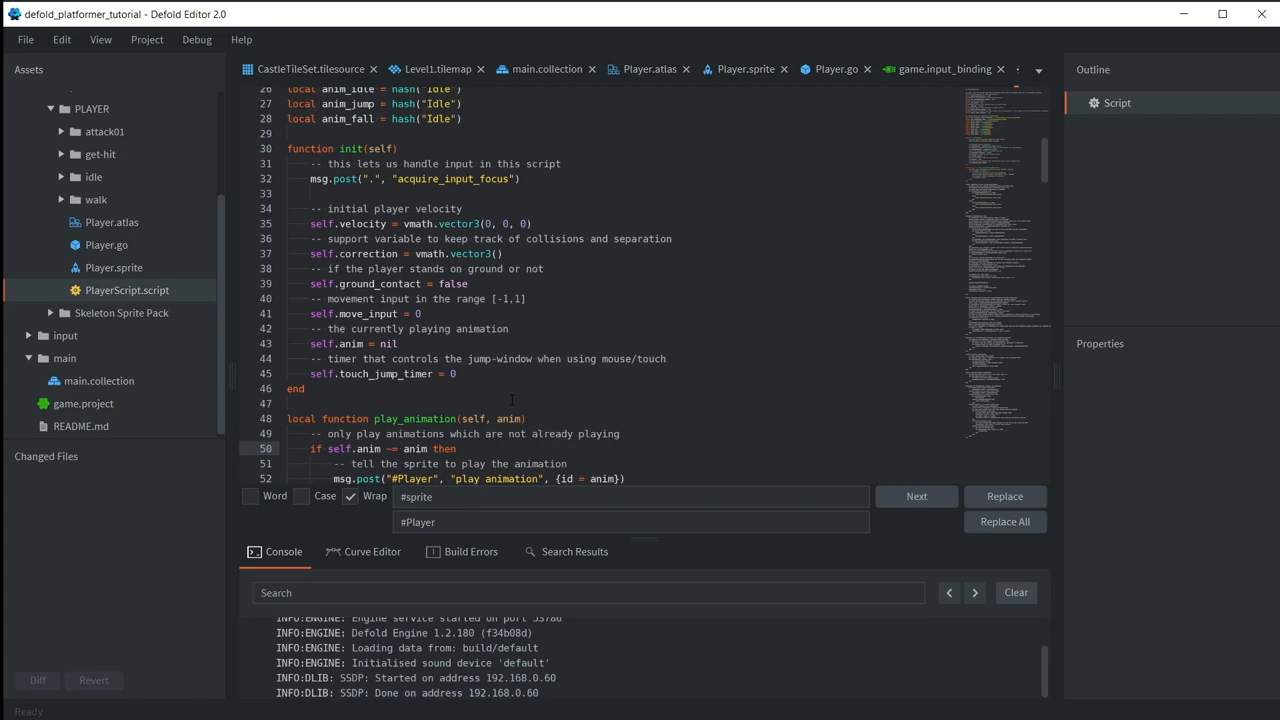 defold_platformer_tutorial - Defold Editor 2.0
File Edit View Project Debug Help
Assets
PLAYER
attack01
get-hit
idle
walk
Player.atlas
Player.go
Player.sprite
PlayerScript.script
Skeleton Sprite Pack
input
main
main.collection
game.project
README.md
Changed Files
Diff Revert
Ready
CastleTileSet.tilesource Level1.tilemap main.collection Player.atlas Player.sprite Player.go game.input_binding
26 local anim_idle = hash("Idle")
27 local anim_jump = hash("Idle")
28 local anim_fall = hash("Idle")
29
30 function init(self)
31 -- this lets us handle input in this script
32 msg.post(".", "acquire_input_focus")
33
34 -- initial player velocity
35 self.velocity = vmath.vector3(0, 0, 0)
36 -- support variable to keep track of collisions and separation
37 self.correction = vmath.vector3()
38 -- if the player stands on ground or not
39 self.ground_contact = false
40 -- movement input in the range [-1,1]
41 self.move_input = 0
42 -- the currently playing animation
43 self.anim = nil
44 -- timer that controls the jump-window when using mouse/touch
45 self.touch_jump_timer = 0
46 end
47
48 local function play_animation(self, anim)
49 -- only play animations which are not already playing
50 if self.anim ~= anim then
51 -- tell the sprite to play the animation
52 msg.post("#Player", "play_animation", {id = anim})
Word Case Wrap #sprite Next Replace
#Player Replace All
Console Curve Editor Build Errors Search Results
Search Clear
INFO:ENGINE: Engine service started on port 53786
INFO:ENGINE: Defold Engine 1.2.180 (f34b08d)
INFO:ENGINE: Loading data from: build/default
INFO:ENGINE: Initialised sound device 'default'
INFO:DLIB: SSDP: Started on address 192.168.0.60
INFO:DLIB: SSDP: Done on address 192.168.0.60
Outline
Script
Properties